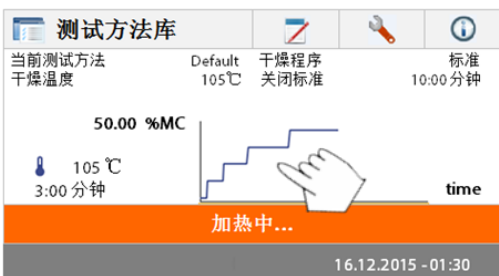 测试方法库
当前测试方法 Default 干燥程序 标准
干燥温度 105℃ 关闭标准 10:00 分钟
50.00 %MC
105 ℃
3:00 分钟
time
加热中...
16.12.2015 - 01:30